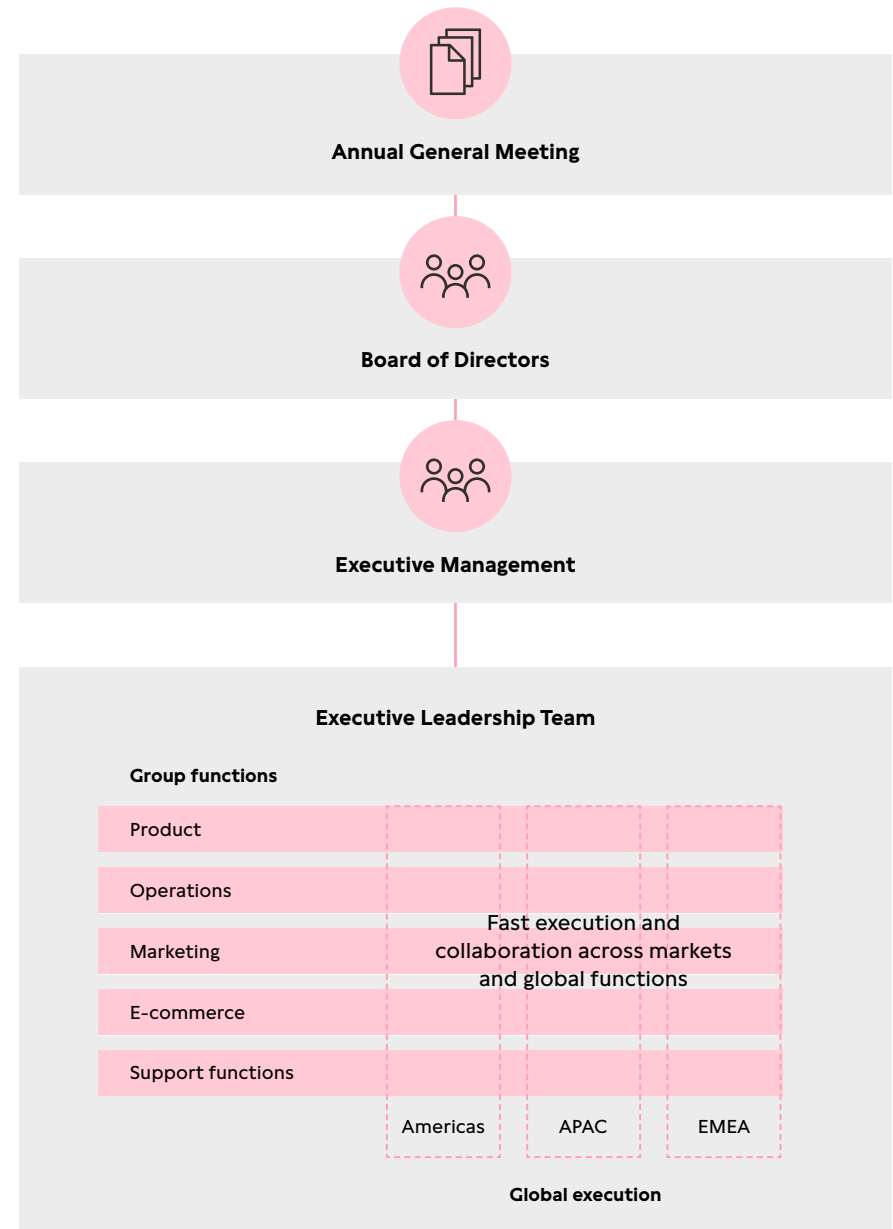 Annual General Meeting
Board of Directors
Executive Management
Executive Leadership Team
Group functions
Product
Operations
Marketing
E-commerce
Support functions
Fast execution and
collaboration across markets
and global functions
Americas
APAC
EMEA
Global execution